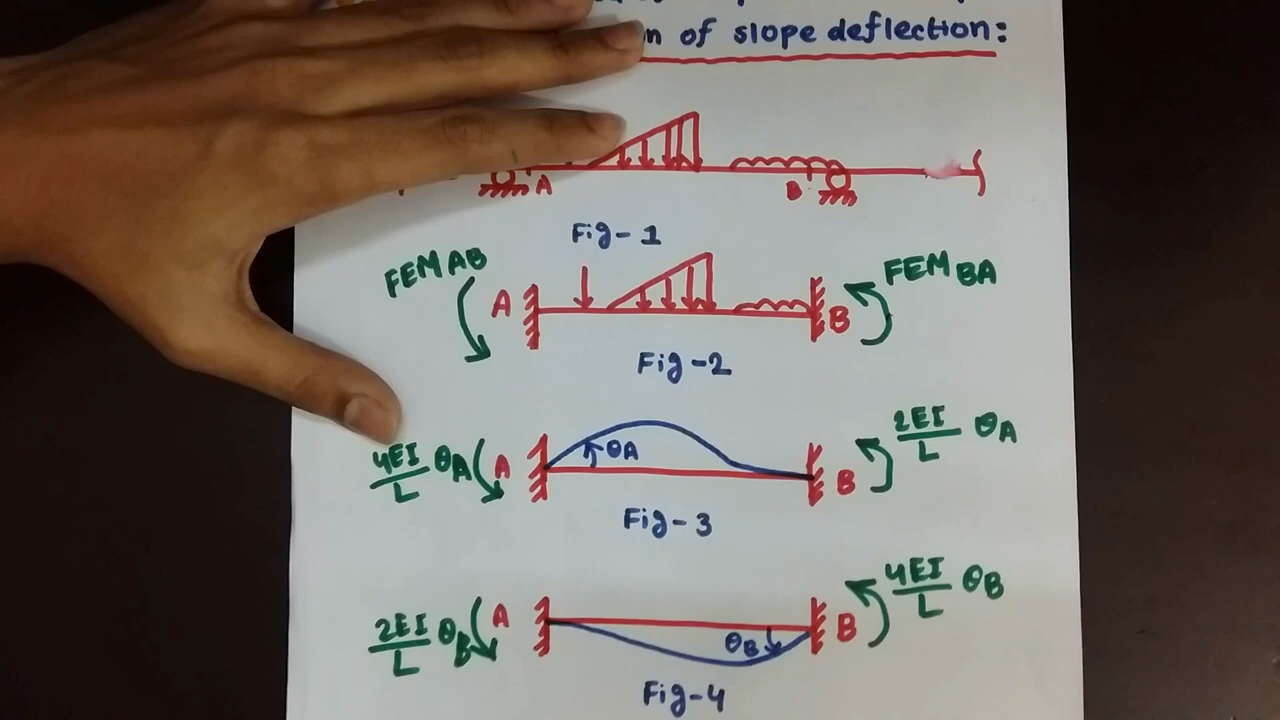 n of slope deflection:
A B
Fig-1
FEM AB A B FEM BA
Fig-2
4EI/L θA A θA B 2EI/L θA
Fig-3
2EI/L θB A θB B 4EI/L θB
Fig-4